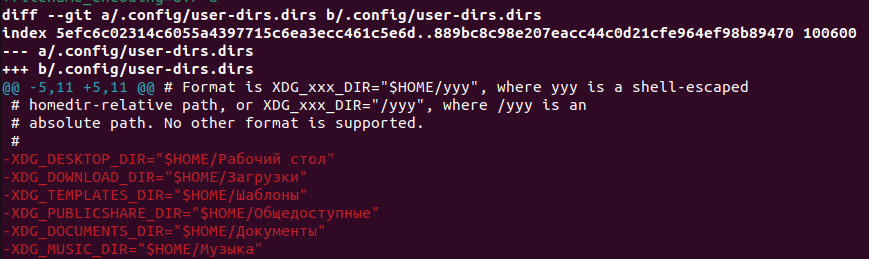 diff --git a/.config/user-dirs.dirs b/.config/user-dirs.dirs
index 5efc6c02314c6055a4397715c6ea3ecc461c5e6d..889bc8c98e207eacc44c0d21cfe964ef98b89470 100600
--- a/.config/user-dirs.dirs
+++ b/.config/user-dirs.dirs
@@ -5,11 +5,11 @@ # Format is XDG_xxx_DIR="$HOME/yyy", where yyy is a shell-escaped
 # homedir-relative path, or XDG_xxx_DIR="/yyy", where /yyy is an
 # absolute path. No other format is supported.
 #
-XDG_DESKTOP_DIR="$HOME/Рабочий стол"
-XDG_DOWNLOAD_DIR="$HOME/Загрузки"
-XDG_TEMPLATES_DIR="$HOME/Шаблоны"
-XDG_PUBLICSHARE_DIR="$HOME/Общедоступные"
-XDG_DOCUMENTS_DIR="$HOME/Документы"
-XDG_MUSIC_DIR="$HOME/Музыка"